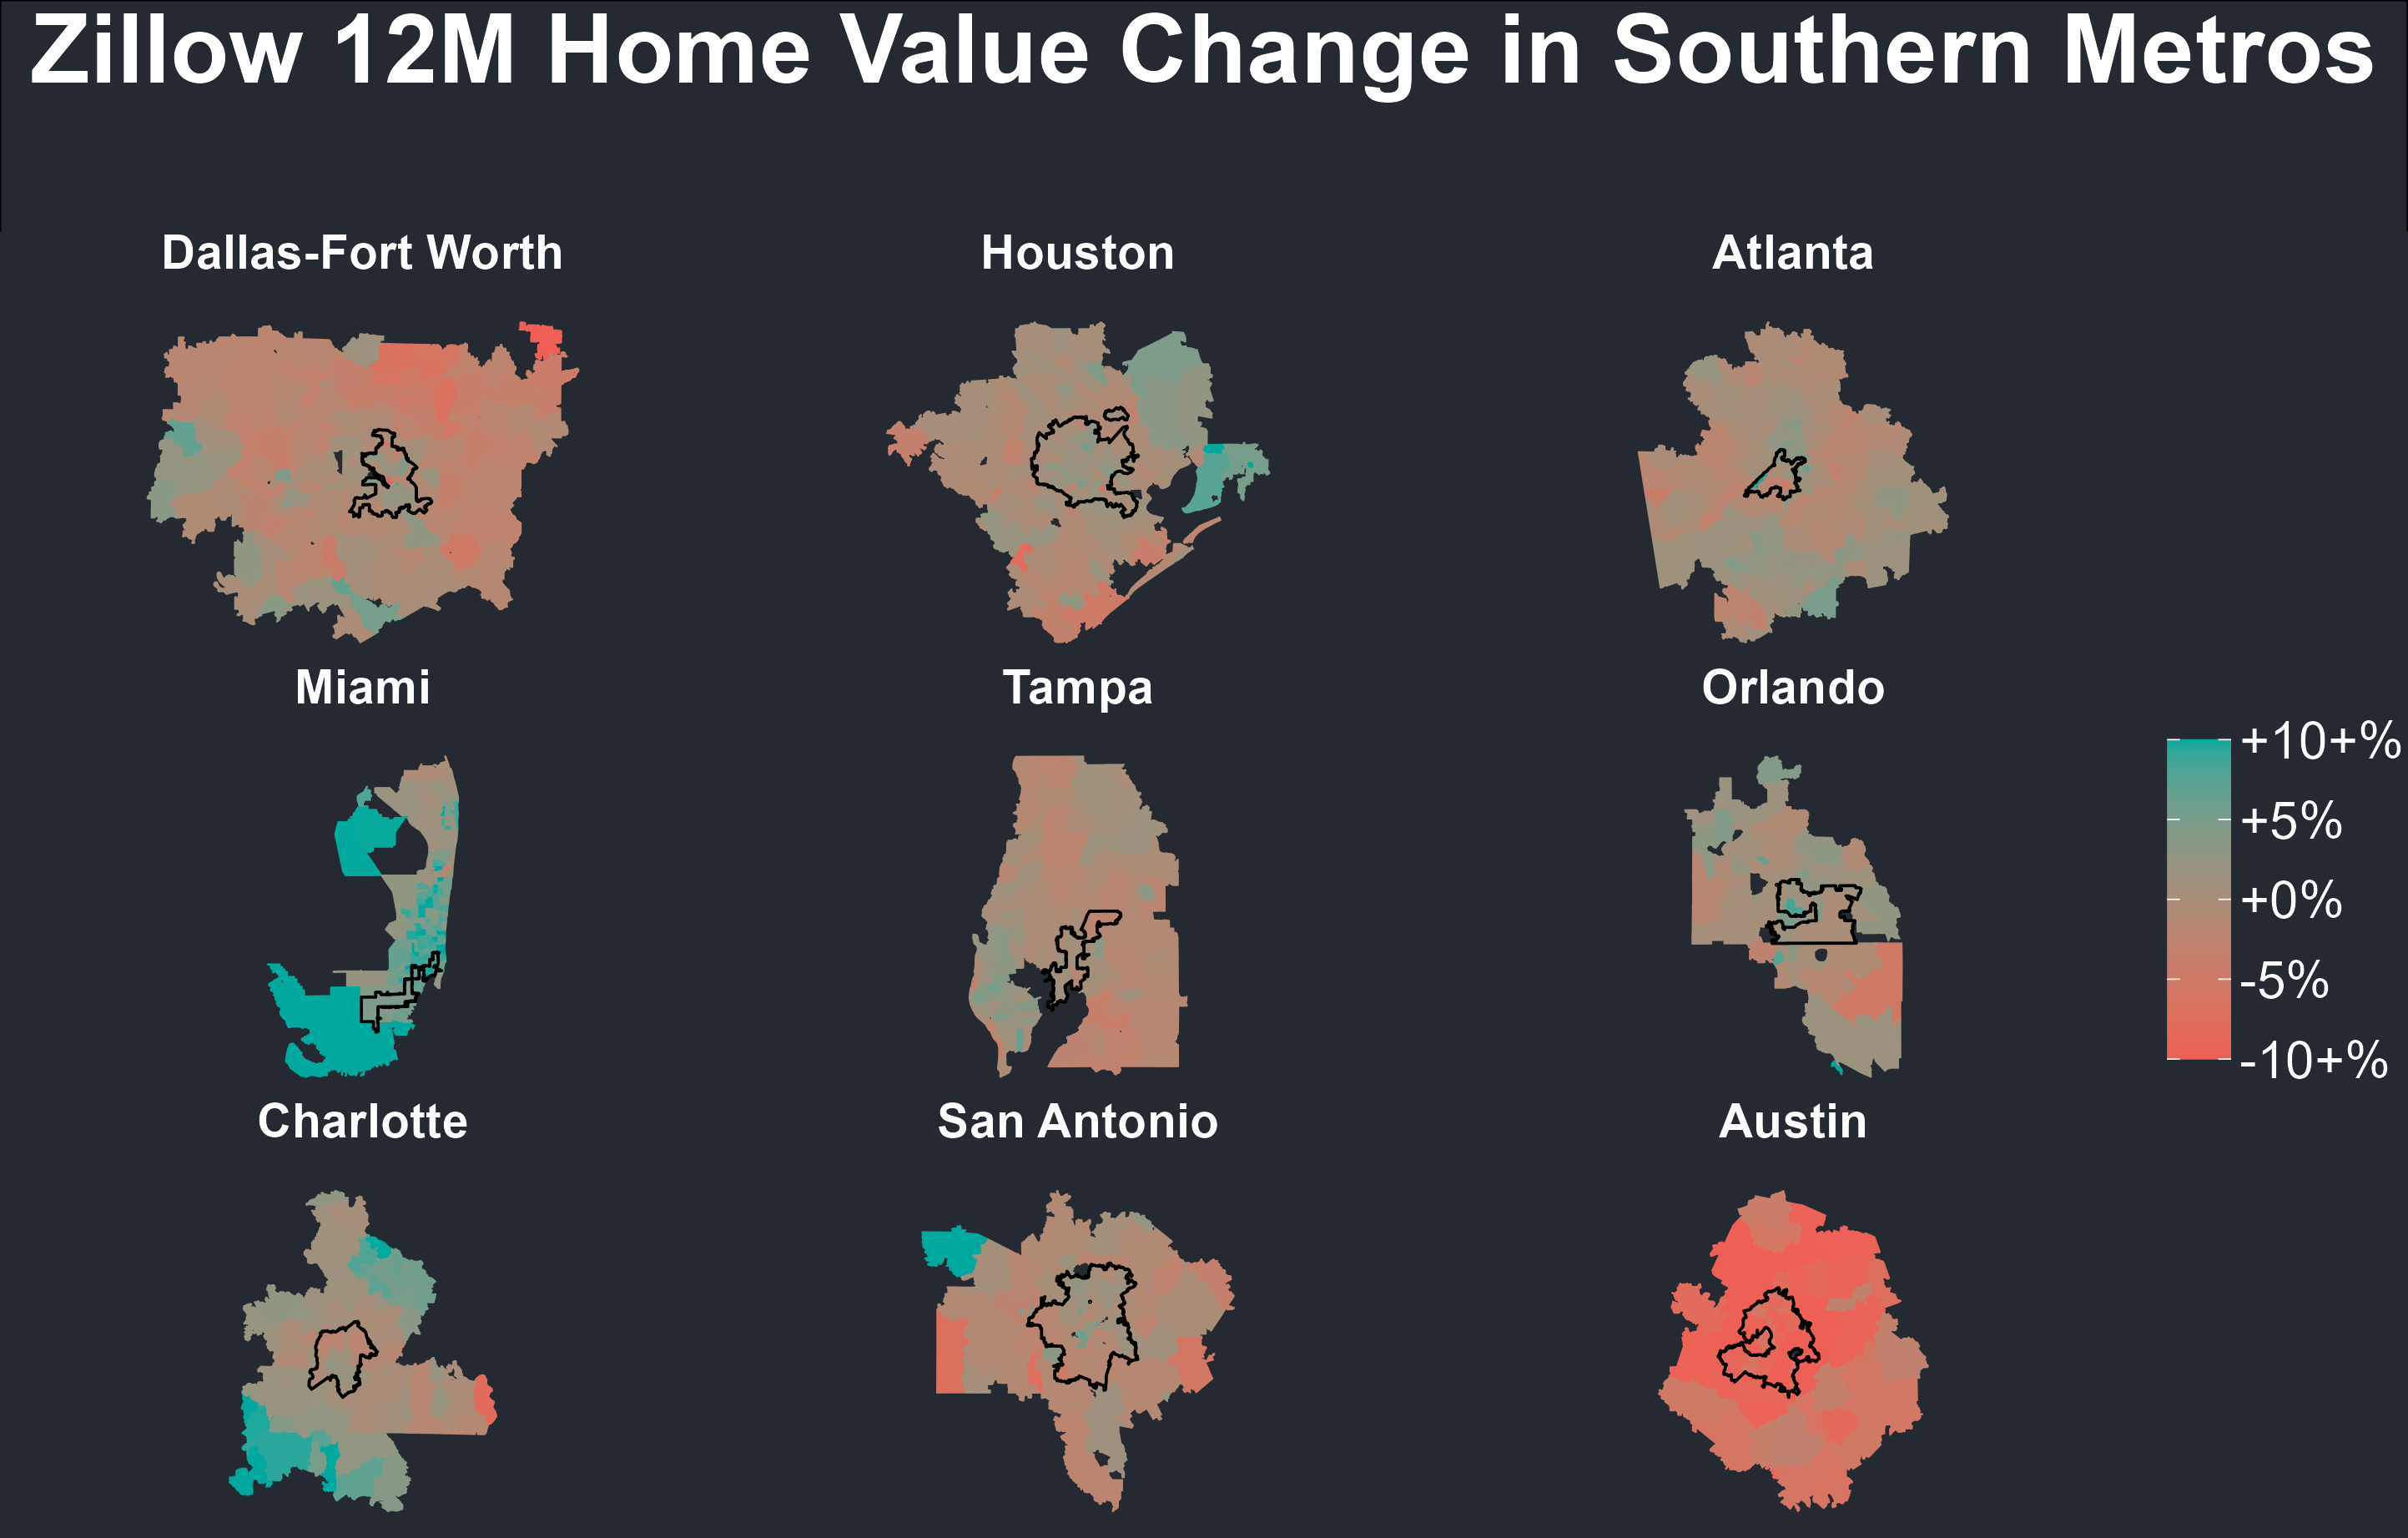 Zillow 12M Home Value Change in Southern Metros
Dallas-Fort Worth
Houston
Atlanta
Miami
Tampa
Orlando
+10+%
+5%
+0%
-5%
-10+%
Charlotte
San Antonio
Austin